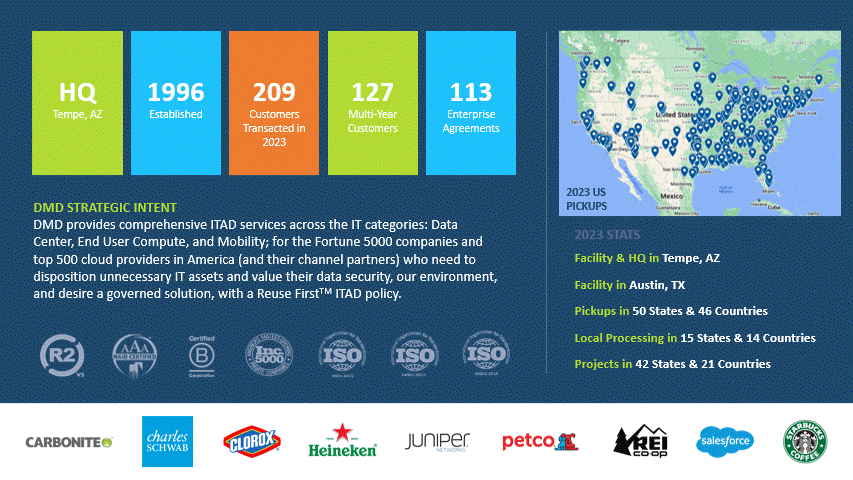 HQ
Tempe, AZ
1996
Established
209
Customers
Transacted in
2023
127
Multi-Year
Customers
113
Enterprise
Agreements
DMD STRATEGIC INTENT
DMD provides comprehensive ITAD services across the IT categories: Data
Center, End User Compute, and Mobility; for the Fortune 5000 companies and
top 500 cloud providers in America (and their channel partners) who need to
disposition unnecessary IT assets and value their data security, our environment,
and desire a governed solution, with a Reuse First™ ITAD policy.
R2
AAA
NAID CERTIFIED
Certified
B
Corporation
Inc.
5000
ISO
ISO
ISO
United States
Mexico
2023 US
PICKUPS
2023 STATS
Facility & HQ in Tempe, AZ
Facility in Austin, TX
Pickups in 50 States & 46 Countries
Local Processing in 15 States & 14 Countries
Projects in 42 States & 21 Countries
CARBONITE
charles
SCHWAB
CLOROX
Heineken
JUNIPER
NETWORKS
petco
REI
co-op
salesforce
STARBUCKS
COFFEE